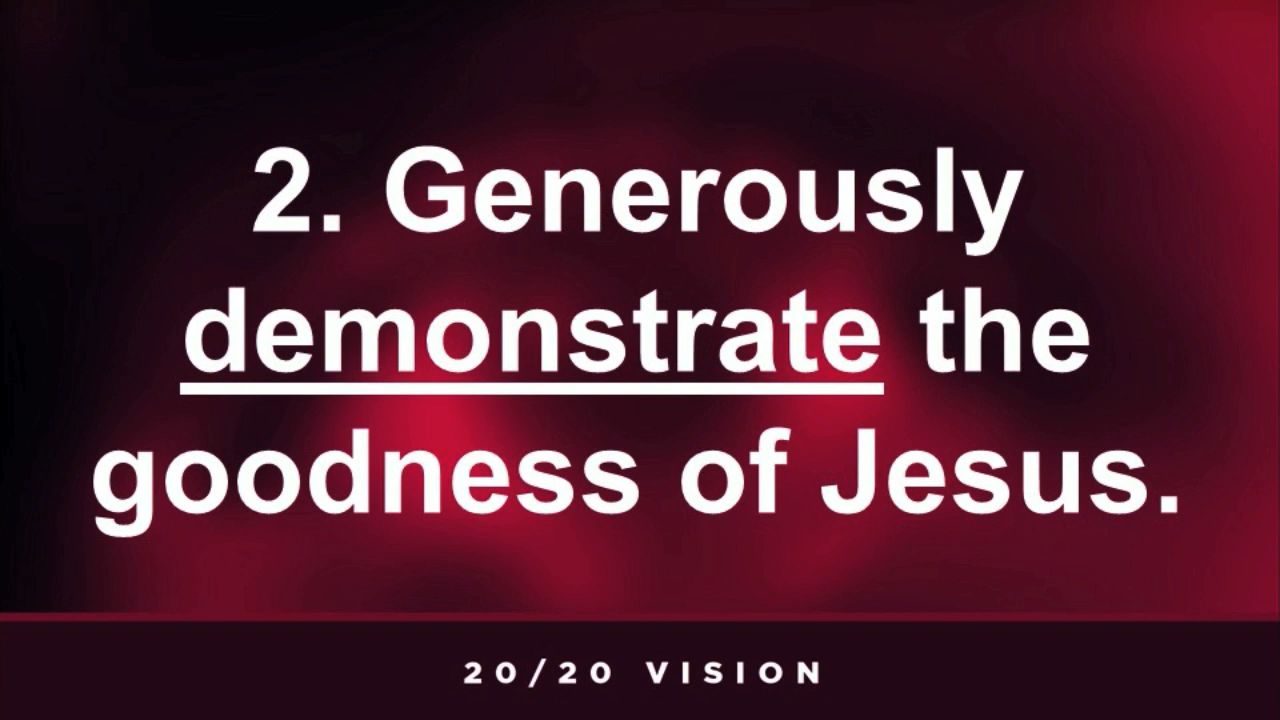 2. Generously
demonstrate the
goodness of Jesus.
20/20 VISION